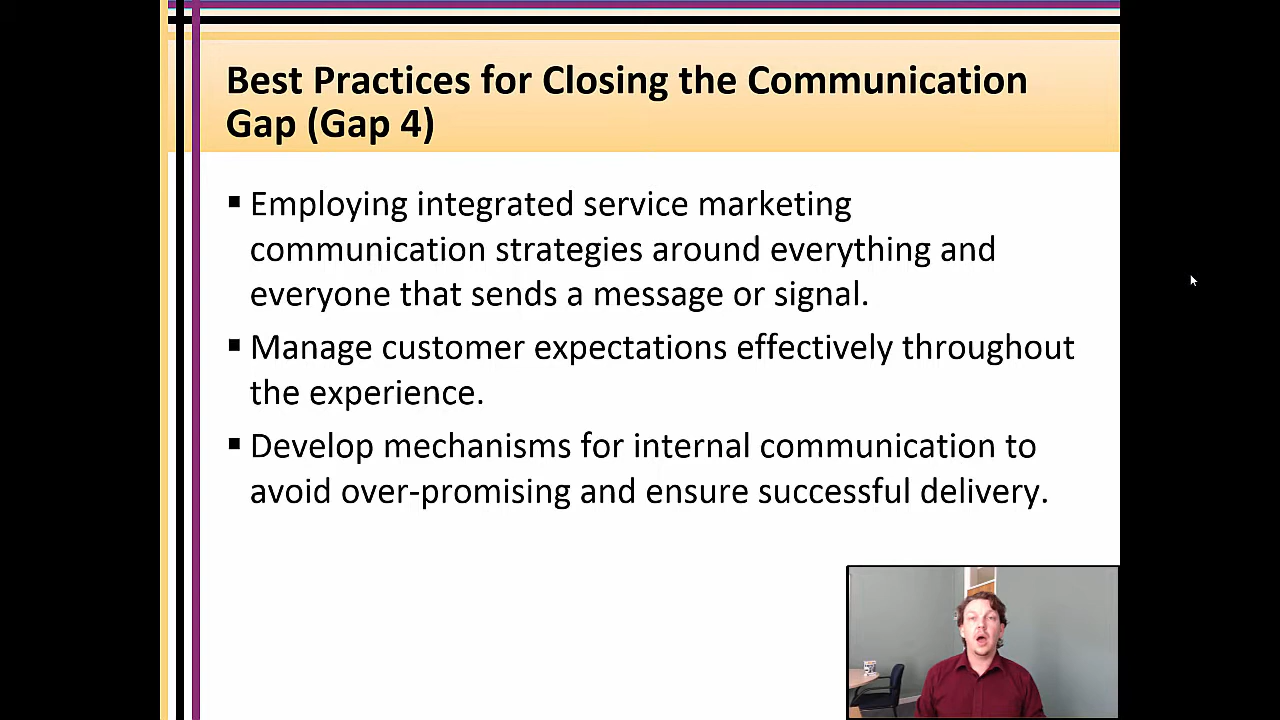 Best Practices for Closing the Communication
Gap (Gap 4)
▪ Employing integrated service marketing
communication strategies around everything and
everyone that sends a message or signal.
▪ Manage customer expectations effectively throughout
the experience.
▪ Develop mechanisms for internal communication to
avoid over-promising and ensure successful delivery.